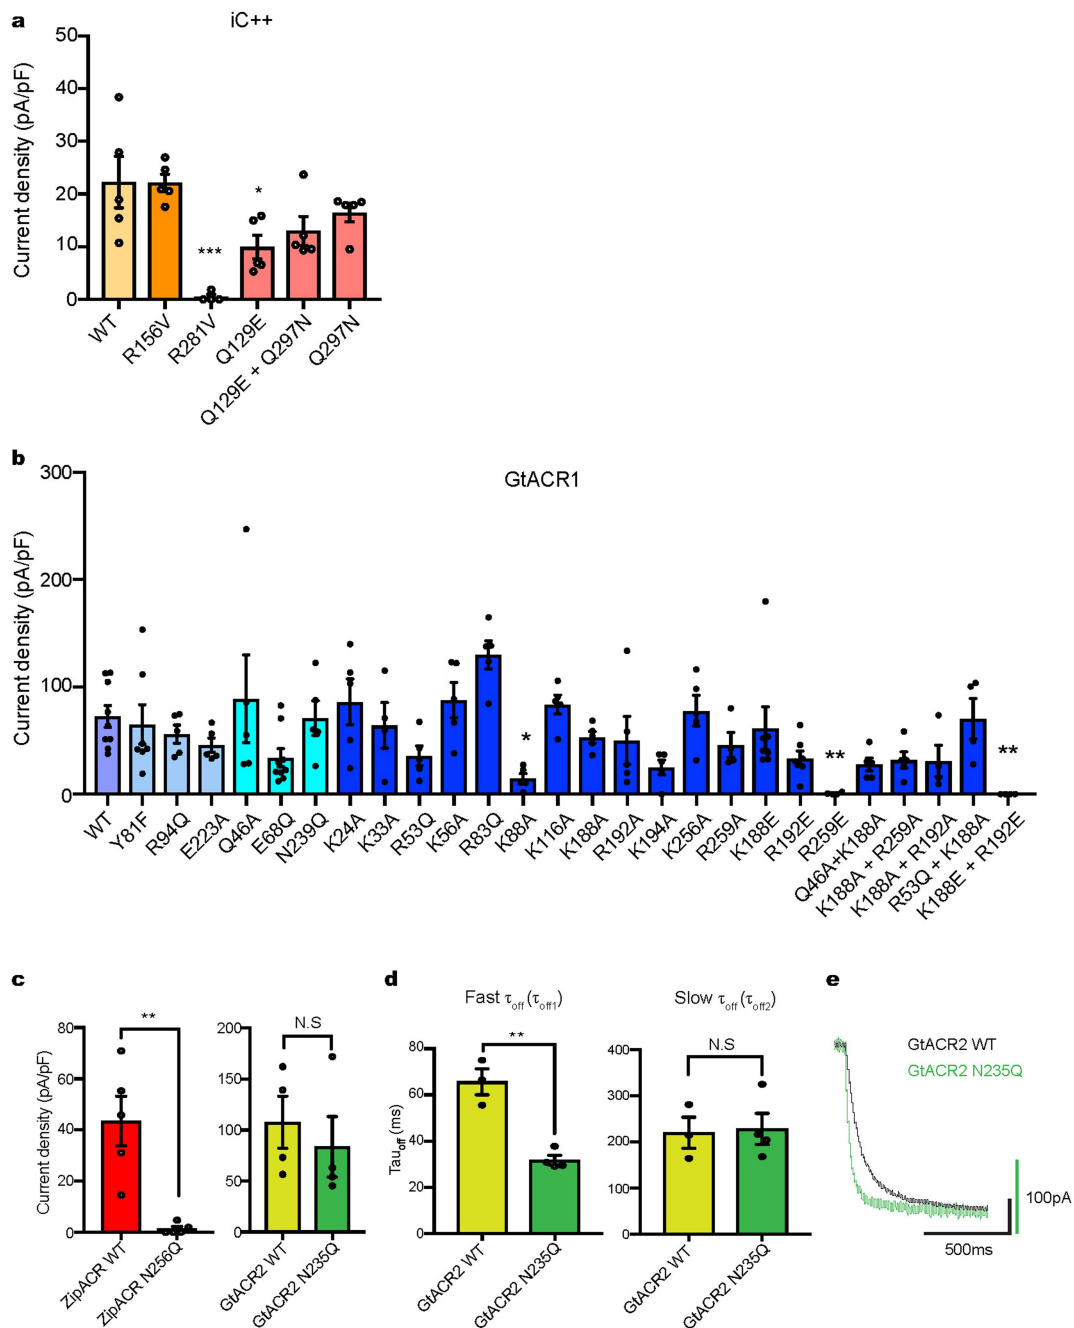 a
iC++
Current density (pA/pF)
50
40
30
20
10
0
***
*
WT
R156V
R281V
Q129E
Q129E + Q297N
Q297N
b
GtACR1
Current density (pA/pF)
300
200
100
0
*
**
**
WT
Y81F
R94Q
E223A
Q46A
E68Q
N239Q
K24A
K33A
R53Q
K56A
R83Q
K88A
K116A
K188A
R192A
K194A
K256A
R259A
K188E
R192E
R259E
Q46A+K188A
K188A + R259A
K188A + R192A
R53Q + K188A
K188E + R192E
c
Current density (pA/pF)
80
60
40
20
0
**
ZipACR WT
ZipACR N256Q
200
150
100
50
0
N.S
GtACR2 WT
GtACR2 N235Q
d
Fast τoff (τoff1)
Tauoff (ms)
80
60
40
20
0
**
GtACR2 WT
GtACR2 N235Q
Slow τoff (τoff2)
400
300
200
100
0
N.S
GtACR2 WT
GtACR2 N235Q
e
GtACR2 WT
GtACR2 N235Q
100pA
500ms